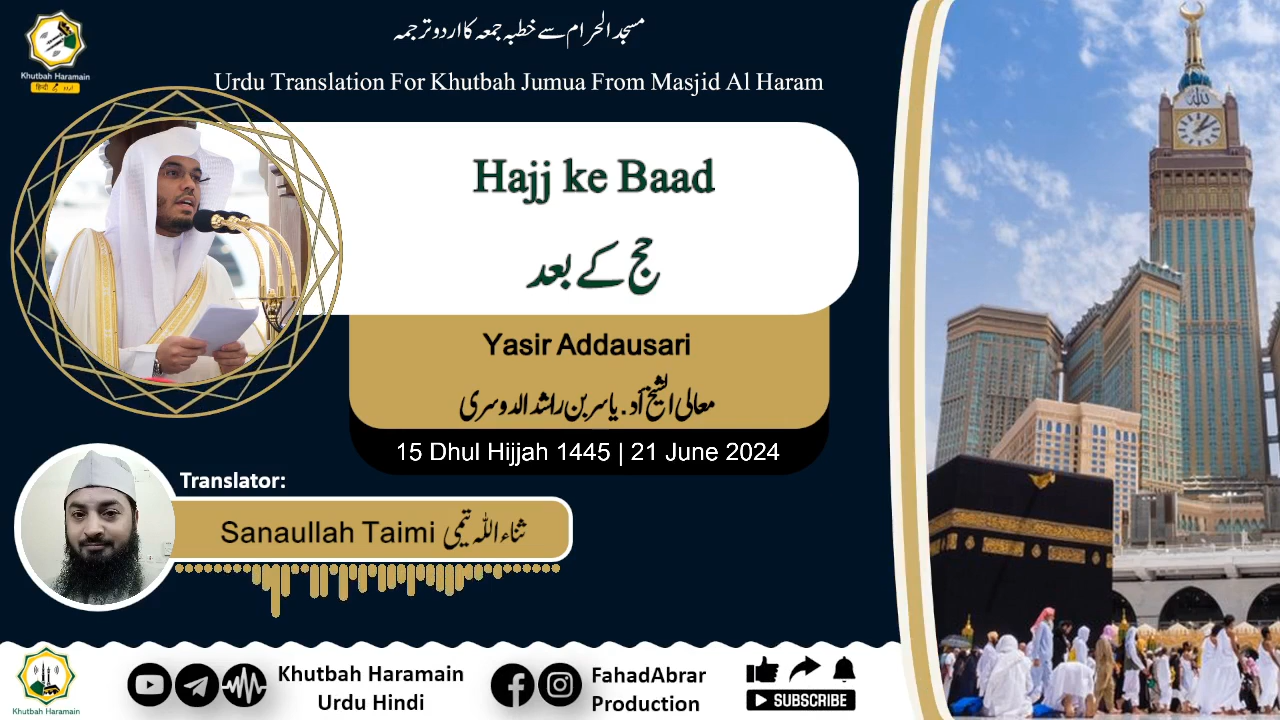 مسجد الحرام سے خطبہ جمعہ کا اردو ترجمہ
Urdu Translation For Khutbah Jumua From Masjid Al Haram
Khutbah Haramain
हिन्दी اردو
Hajj ke Baad
حج کے بعد
Yasir Addausari
معالی الشیخ أد. یاسر بن راشد الدوسری
15 Dhul Hijjah 1445 | 21 June 2024
Translator:
Sanaullah Taimi ثناء اللہ تیمی
Khutbah Haramain
Khutbah Haramain
Urdu Hindi
FahadAbrar
Production
SUBSCRIBE